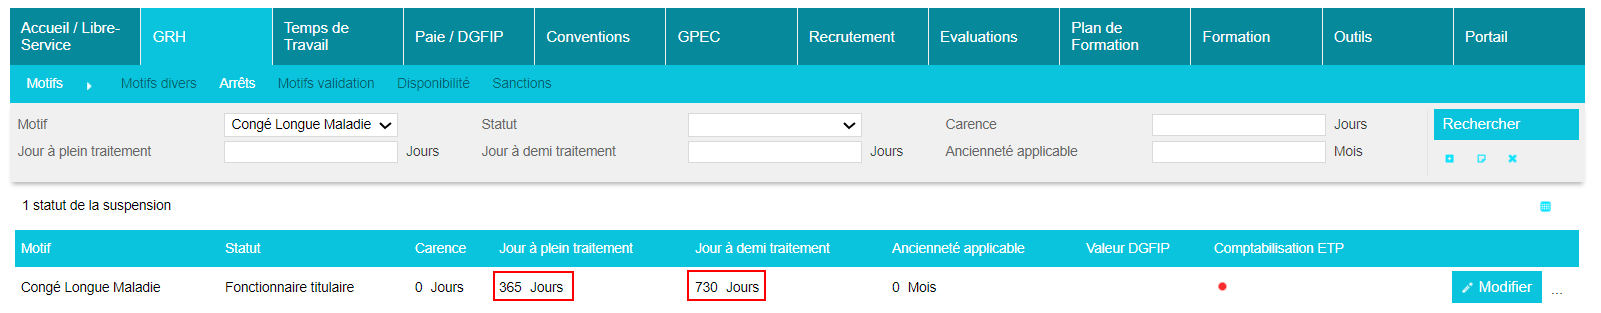 Accueil / Libre-Service GRH Temps de Travail Paie / DGFIP Conventions GPEC Recrutement Evaluations Plan de Formation Formation Outils Portail
Motifs Motifs divers Arrêts Motifs validation Disponibilité Sanctions
Motif Congé Longue Maladie Statut Carence Jours Rechercher
Jour à plein traitement Jours Jour à demi traitement Jours Ancienneté applicable Mois
1 statut de la suspension
Motif Statut Carence Jour à plein traitement Jour à demi traitement Ancienneté applicable Valeur DGFIP Comptabilisation ETP
Congé Longue Maladie Fonctionnaire titulaire 0 Jours 365 Jours 730 Jours 0 Mois Modifier ...